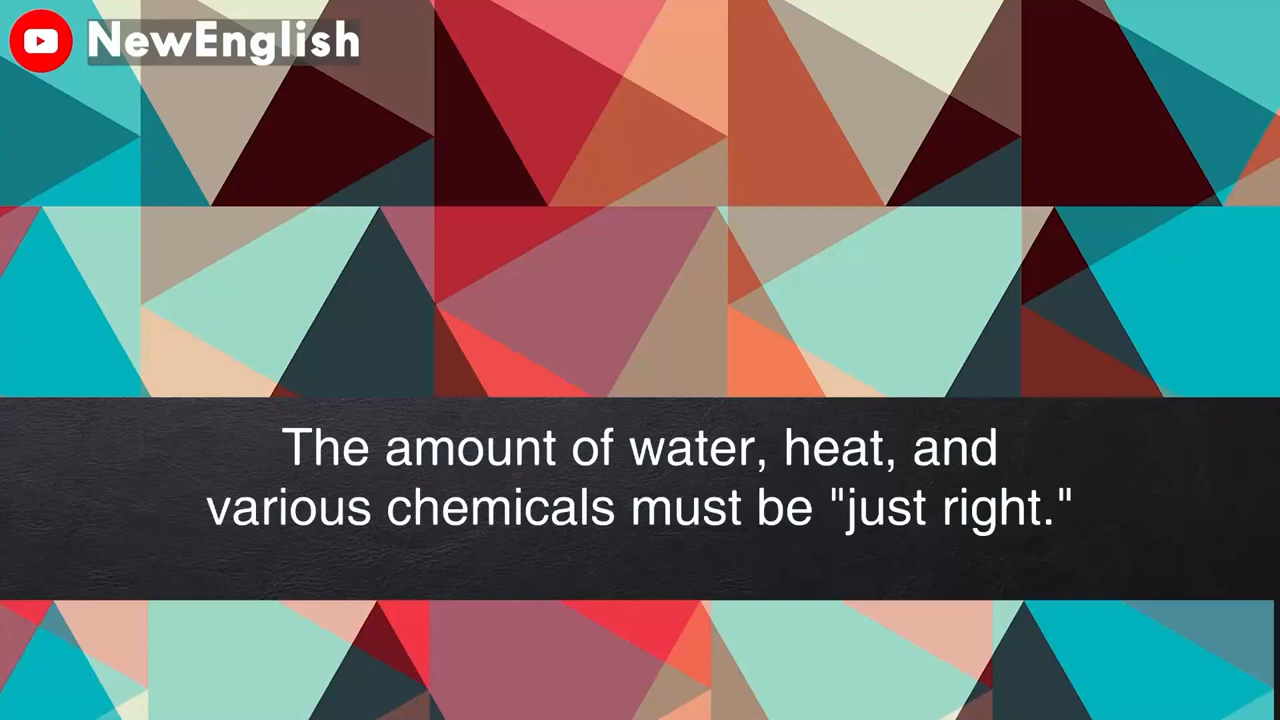 NewEnglish
The amount of water, heat, and
various chemicals must be "just right."